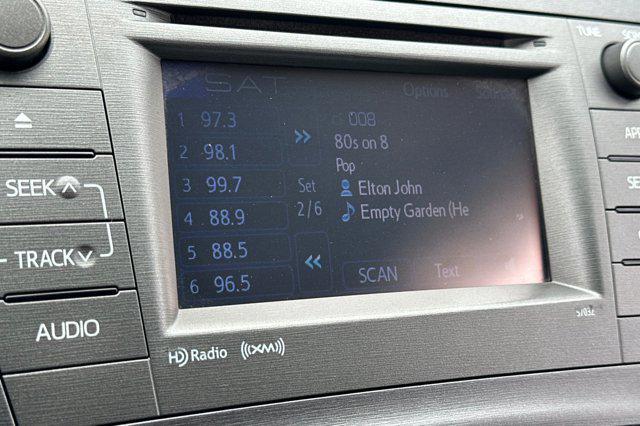 TUNE
SAT
Options
1 97.3
2 98.1
3 99.7
4 88.9
5 88.5
6 96.5
Set
2/6
008
80s on 8
Pop
Elton John
Empty Garden (He
SCAN
Text
SEEK
TRACK
AUDIO
HD Radio
((XM))
57032